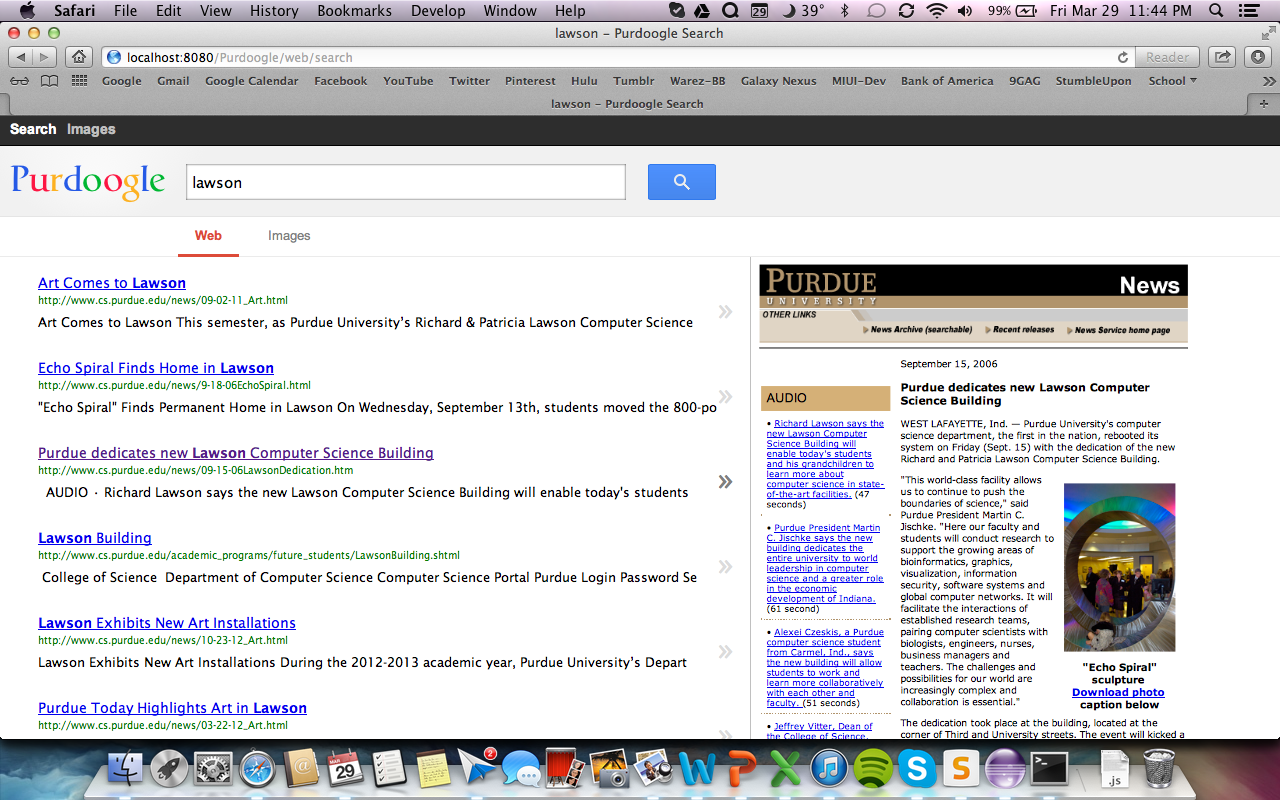 Safari File Edit View History Bookmarks Develop Window Help 29 39° 99% Fri Mar 29 11:44 PM
lawson – Purdoogle Search
localhost:8080/Purdoogle/web/search Reader
Google Gmail Google Calendar Facebook YouTube Twitter Pinterest Hulu Tumblr Warez-BB Galaxy Nexus MIUI-Dev Bank of America 9GAG StumbleUpon School
lawson – Purdoogle Search
Search Images
Purdoogle
lawson
Web Images
Art Comes to Lawson
http://www.cs.purdue.edu/news/09-02-11_Art.html
Art Comes to Lawson This semester, as Purdue University's Richard & Patricia Lawson Computer Science
»
Echo Spiral Finds Home in Lawson
http://www.cs.purdue.edu/news/9-18-06EchoSpiral.html
"Echo Spiral" Finds Permanent Home in Lawson On Wednesday, September 13th, students moved the 800-po
»
Purdue dedicates new Lawson Computer Science Building
http://www.cs.purdue.edu/news/09-15-06LawsonDedication.htm
AUDIO · Richard Lawson says the new Lawson Computer Science Building will enable today's students
»
Lawson Building
http://www.cs.purdue.edu/academic_programs/future_students/LawsonBuilding.shtml
College of Science Department of Computer Science Computer Science Portal Purdue Login Password Se
»
Lawson Exhibits New Art Installations
http://www.cs.purdue.edu/news/10-23-12_Art.html
Lawson Exhibits New Art Installations During the 2012-2013 academic year, Purdue University's Depart
»
Purdue Today Highlights Art in Lawson
http://www.cs.purdue.edu/news/03-22-12_Art.html
»
PURDUE
UNIVERSITY
News
OTHER LINKS
News Archive (searchable) Recent releases News Service home page
AUDIO
• Richard Lawson says the
new Lawson Computer
Science Building will
enable today's students
and his grandchildren to
learn more about
computer science in state-
of-the-art facilities. (47
seconds)
• Purdue President Martin
C. Jischke says the new
building dedicates the
entire university to world
leadership in computer
science and a greater role
in the economic
development of Indiana.
(61 second)
• Alexei Czeskis, a Purdue
computer science student
from Carmel, Ind., says
the new building will allow
students to work and
learn more collaboratively
with each other and
faculty. (51 seconds)
• Jeffrey Vitter, Dean of
the College of Science,
September 15, 2006
Purdue dedicates new Lawson Computer
Science Building
WEST LAFAYETTE, Ind. — Purdue University's computer
science department, the first in the nation, rebooted its
system on Friday (Sept. 15) with the dedication of the new
Richard and Patricia Lawson Computer Science Building.
"This world-class facility allows
us to continue to push the
boundaries of science," said
Purdue President Martin C.
Jischke. "Here our faculty and
students will conduct research to
support the growing areas of
bioinformatics, graphics,
visualization, information
security, software systems and
global computer networks. It will
facilitate the interactions of
established research teams,
pairing computer scientists with
biologists, engineers, nurses,
business managers and
teachers. The challenges and
possibilities for our world are
increasingly complex and
collaboration is essential."
"Echo Spiral"
sculpture
Download photo
caption below
The dedication took place at the building, located at the
corner of Third and University streets. The event will kicked a
MAR
29
2
W P X S S
.js